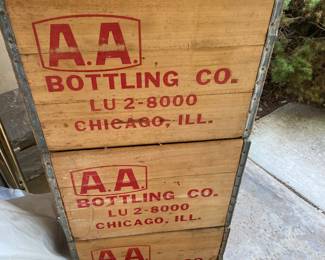 A.A.
BOTTLING CO.
LU 2-8000
CHICAGO, ILL.
A.A.
BOTTLING CO.
LU 2-8000
CHICAGO, ILL.
A.A.